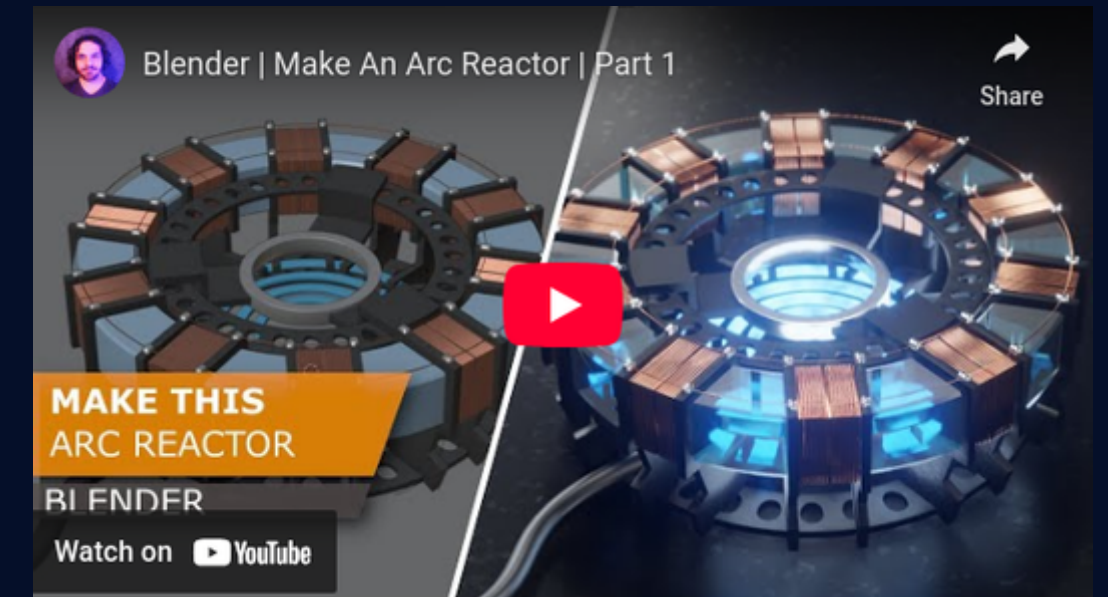 Blender | Make An Arc Reactor | Part 1
Share
MAKE THIS
ARC REACTOR
BLENDER
Watch on YouTube